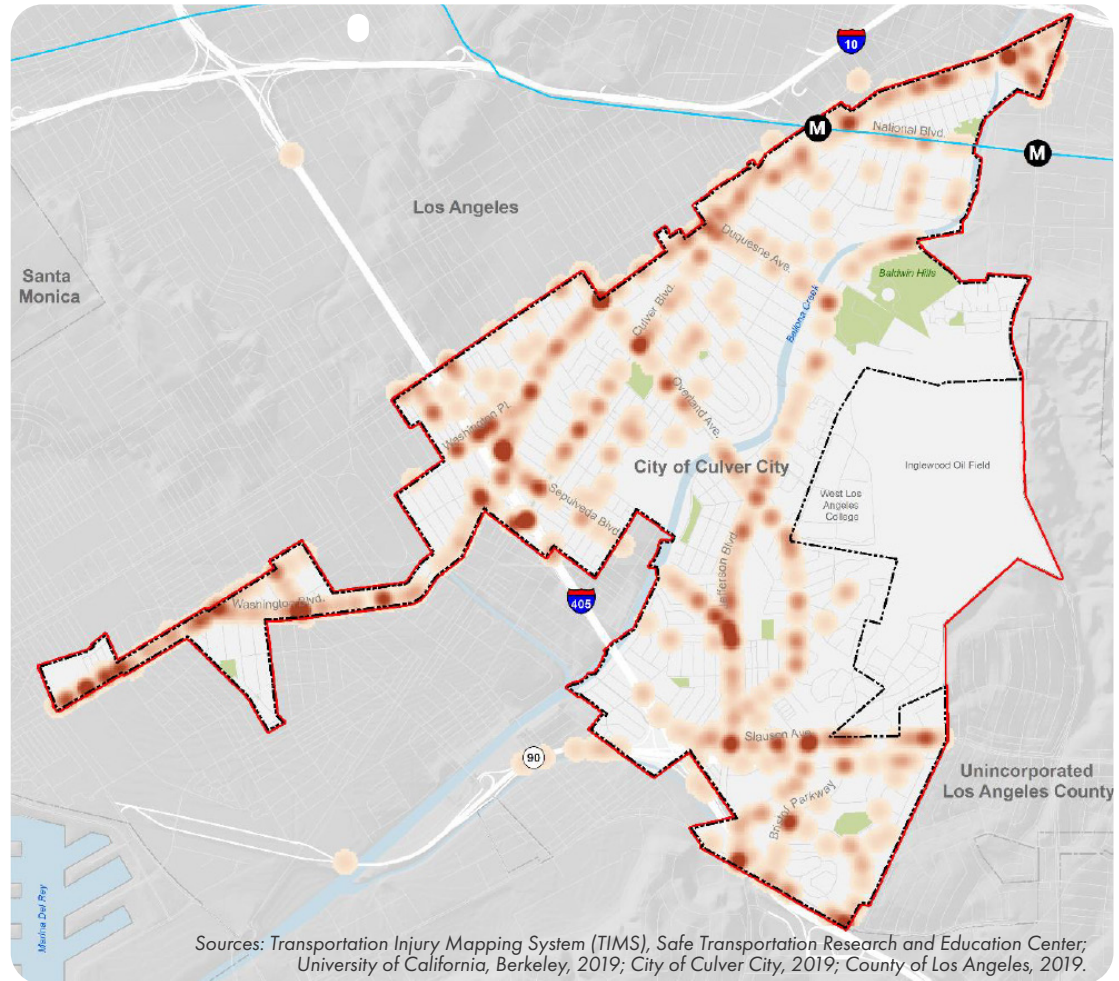 10
National Blvd.
M
M
Los Angeles
Santa
Monica
Duquesne Ave.
Baldwin Hills
Ballona Creek
Culver Blvd.
Overland Ave.
Washington Pl.
City of Culver City
Inglewood Oil Field
West Los
Angeles
College
Sepulveda Blvd.
Jefferson Blvd.
405
Washington Blvd.
Slauson Ave.
90
Unincorporated
Los Angeles County
Bristol Parkway
Marina Del Rey
Sources: Transportation Injury Mapping System (TIMS), Safe Transportation Research and Education Center;
University of California, Berkeley, 2019; City of Culver City, 2019; County of Los Angeles, 2019.